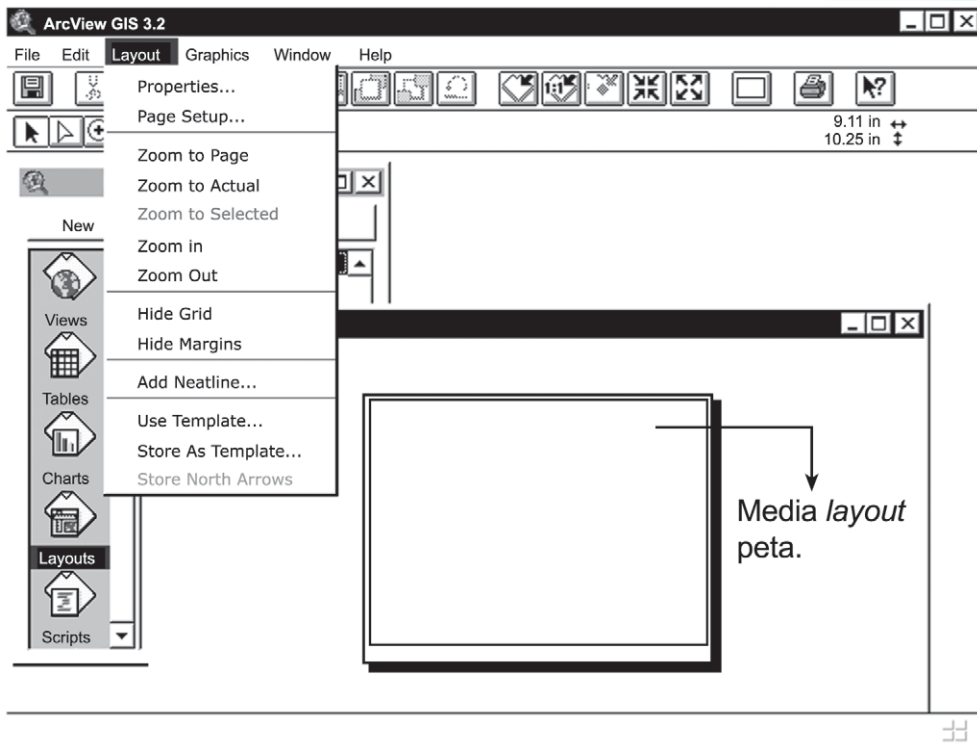 ArcView GIS 3.2
File Edit Layout Graphics Window Help
1:1
?
9.11 in
10.25 in
Properties...
Page Setup...
Zoom to Page
Zoom to Actual
Zoom to Selected
Zoom in
Zoom Out
Hide Grid
Hide Margins
Add Neatline...
Use Template...
Store As Template...
Store North Arrows
New
Views
Tables
Charts
Layouts
Scripts
Media layout
peta.